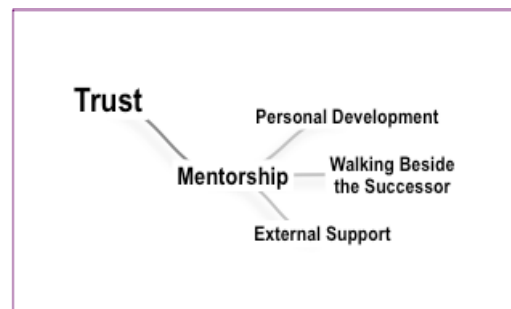 Trust
Personal Development
Mentorship
Walking Beside
the Successor
External Support